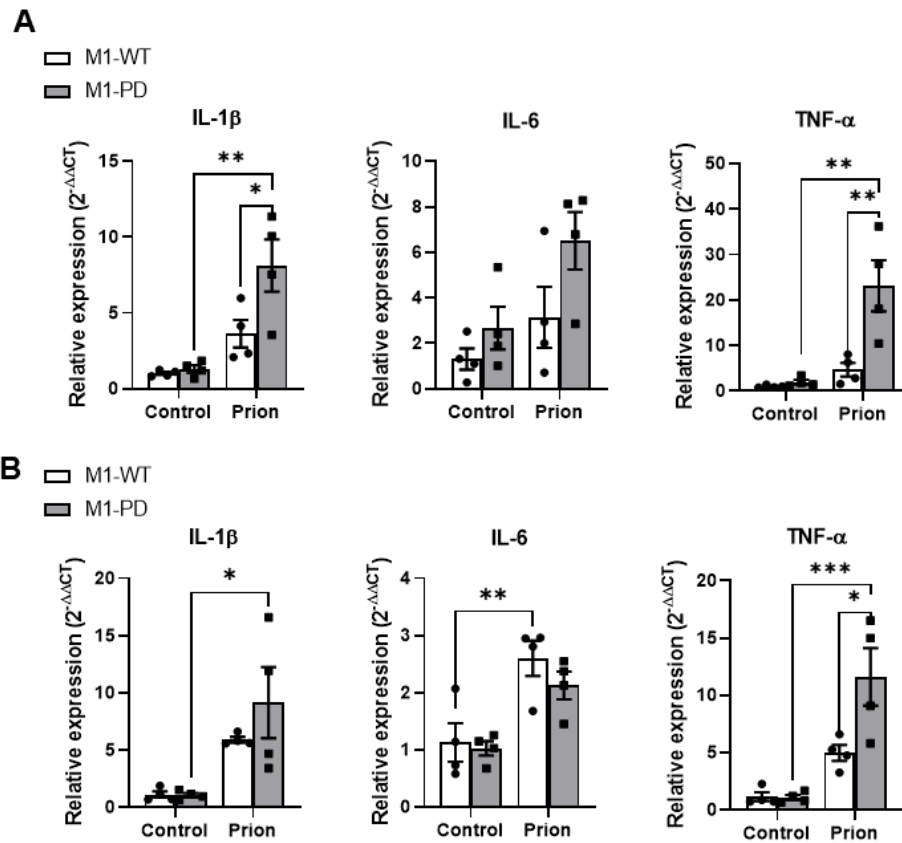 A
M1-WT
M1-PD
IL-1β
Relative expression (2^-ΔΔCT)
15
10
5
0
**
*
Control Prion
IL-6
Relative expression (2^-ΔΔCT)
10
8
6
4
2
0
Control Prion
TNF-α
Relative expression (2^-ΔΔCT)
50
40
30
20
10
0
**
**
Control Prion
B
M1-WT
M1-PD
IL-1β
Relative expression (2^-ΔΔCT)
20
15
10
5
0
*
Control Prion
IL-6
Relative expression (2^-ΔΔCT)
4
3
2
1
0
**
Control Prion
TNF-α
Relative expression (2^-ΔΔCT)
20
15
10
5
0
***
*
Control Prion